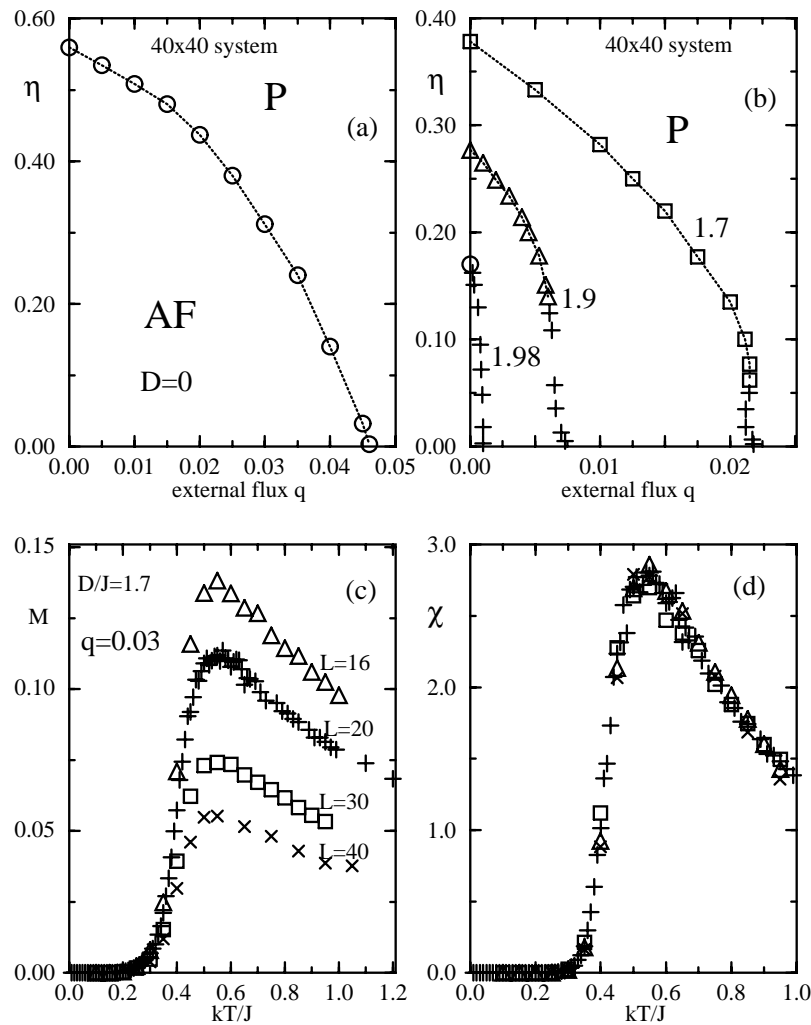 40x40 system
η
P
(a)
AF
D=0
0.60
0.40
0.20
0.00
0.00 0.01 0.02 0.03 0.04 0.05
external flux q
0.40
40x40 system
η
(b)
P
0.30
1.7
0.20
1.9
1.98
0.10
0.00
0.00 0.01 0.02
external flux q
0.15
D/J=1.7
(c)
M
q=0.03
L=16
0.10
L=20
0.05
L=30
L=40
0.00
0.0 0.2 0.4 0.6 0.8 1.0 1.2
kT/J
3.0
(d)
χ
2.0
1.0
0.0
0.0 0.2 0.4 0.6 0.8 1.0
kT/J